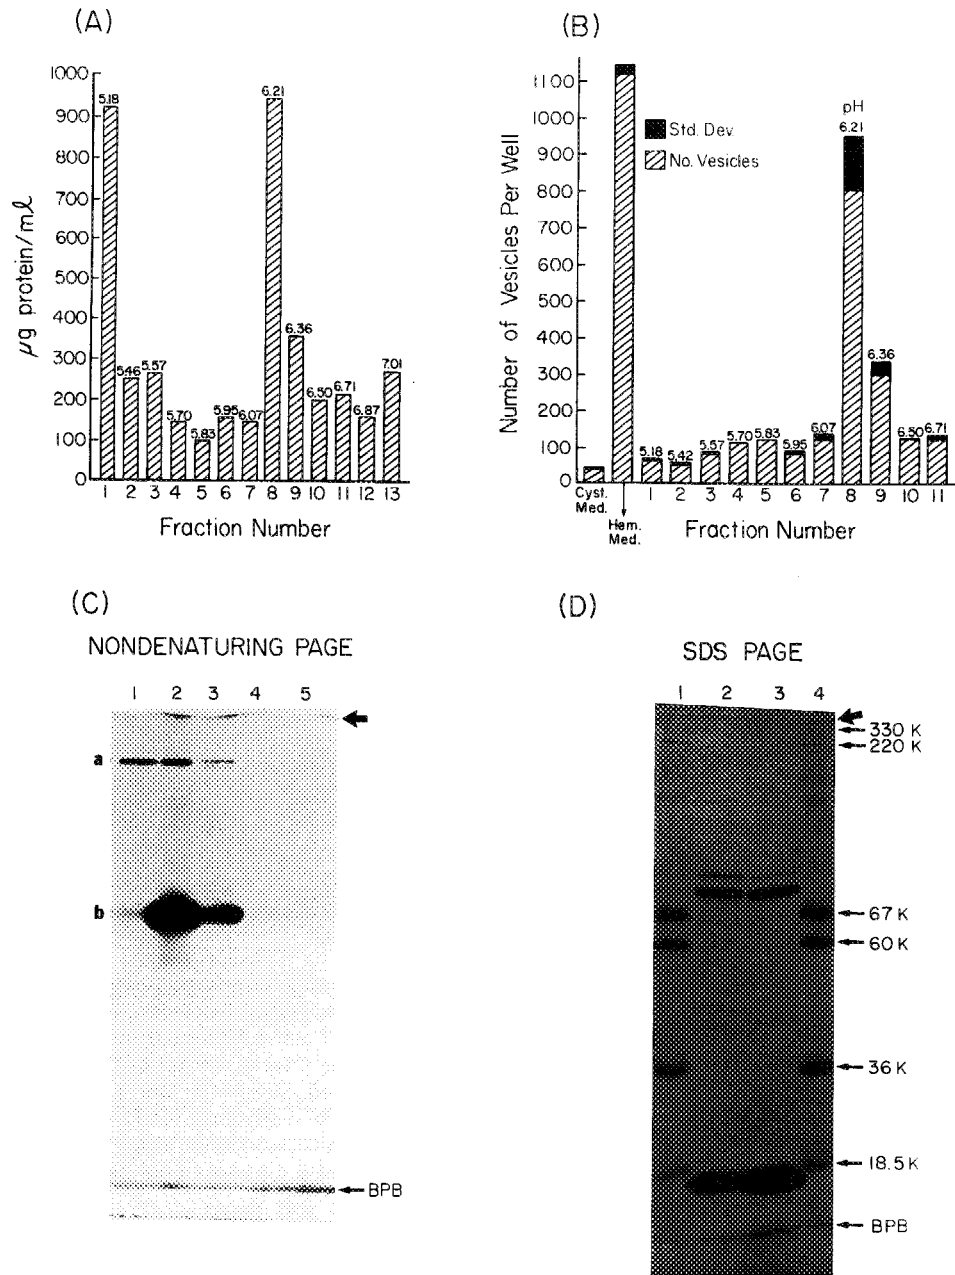 (A)
1000
900
800
700
600
500
400
300
200
100
0
µg protein/ml
5.18
5.46
5.57
5.70
5.83
5.95
6.07
6.21
6.36
6.50
6.71
6.87
7.01
1 2 3 4 5 6 7 8 9 10 11 12 13
Fraction Number
(B)
1100
1000
900
800
1100
1000
400
300
200
100
0
Number of Vesicles Per Well
Std. Dev.
No. Vesicles
pH
6.21
5.18
5.42
5.57
5.70
5.83
5.95
6.07
6.36
6.50
6.71
Cyst. Med.
Hem. Med.
1 2 3 4 5 6 7 8 9 10 11
Fraction Number
(C)
NONDENATURING PAGE
1 2 3 4 5
a
b
BPB
(D)
SDS PAGE
1 2 3 4
330 K
220 K
67 K
60 K
36 K
18.5 K
BPB